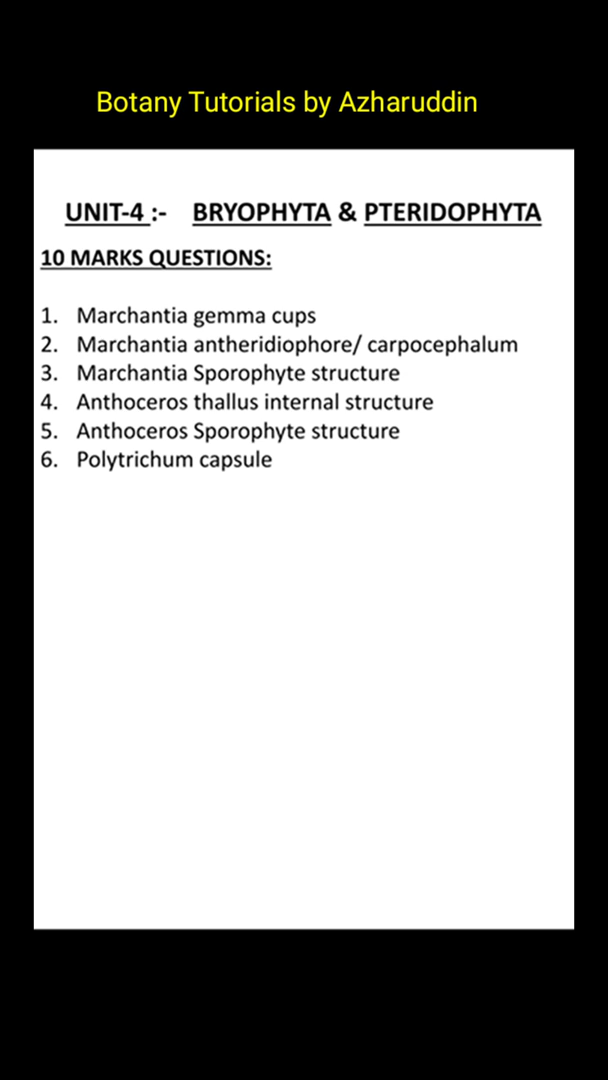 Botany Tutorials by Azharuddin
UNIT-4 :- BRYOPHYTA & PTERIDOPHYTA
10 MARKS QUESTIONS:
1. Marchantia gemma cups
2. Marchantia antheridiophore/ carpocephalum
3. Marchantia Sporophyte structure
4. Anthoceros thallus internal structure
5. Anthoceros Sporophyte structure
6. Polytrichum capsule